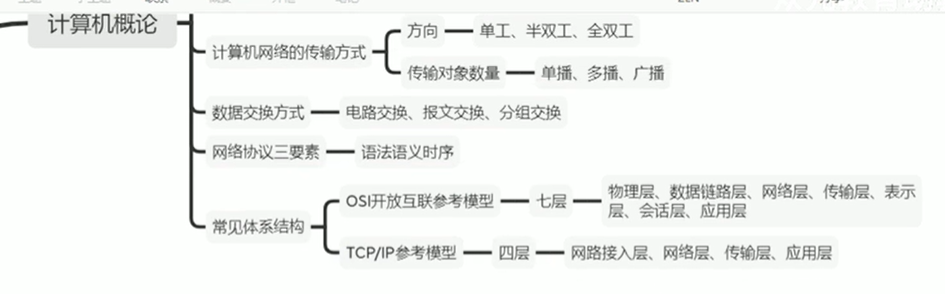 计算机概论
计算机网络的传输方式
方向
单工、半双工、全双工
传输对象数量
单播、多播、广播
数据交换方式
电路交换、报文交换、分组交换
网络协议三要素
语法语义时序
常见体系结构
OSI开放互联参考模型
七层
物理层、数据链路层、网络层、传输层、表示
层、会话层、应用层
TCP/IP参考模型
四层
网路接入层、网络层、传输层、应用层